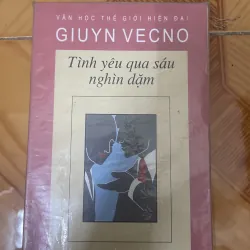 VĂN HỌC THẾ GIỚI HIỆN ĐẠI
GIUYN VECNO
Tình yêu qua sáu
nghìn dặm